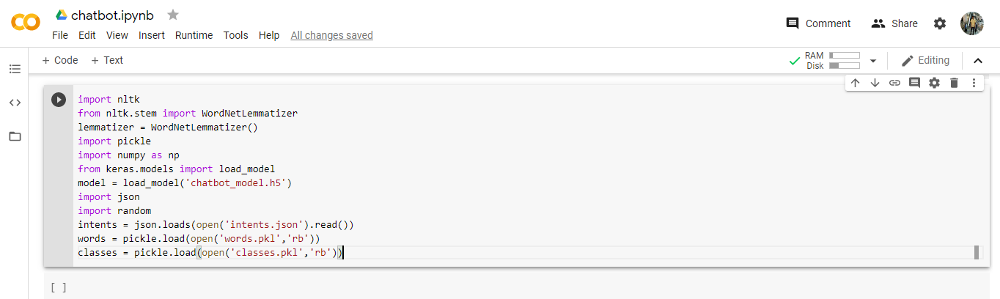 chatbot.ipynb
File Edit View Insert Runtime Tools Help All changes saved
Comment Share
+ Code + Text
RAM
Disk
Editing
import nltk
from nltk.stem import WordNetLemmatizer
lemmatizer = WordNetLemmatizer()
import pickle
import numpy as np
from keras.models import load_model
model = load_model('chatbot_model.h5')
import json
import random
intents = json.loads(open('intents.json').read())
words = pickle.load(open('words.pkl','rb'))
classes = pickle.load(open('classes.pkl','rb'))
[ ]